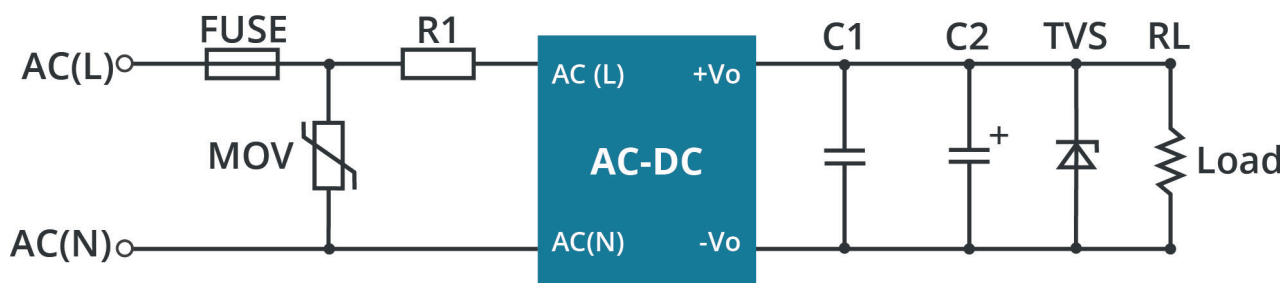 FUSE
R1
C1
C2
TVS
RL
AC(L)
AC (L)
+Vo
MOV
AC-DC
+
Load
AC(N)
AC(N)
-Vo